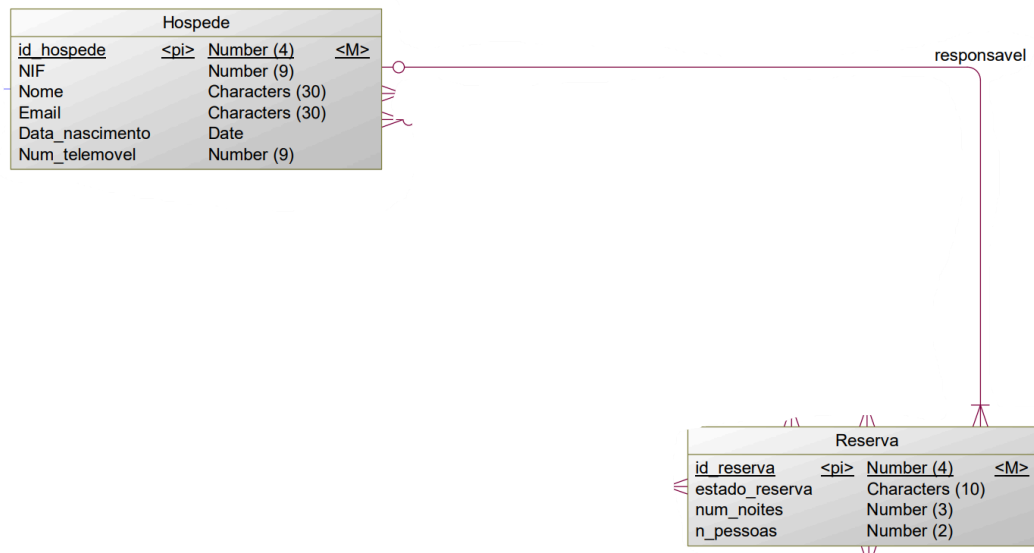 Hospede
id_hospede <pi> Number (4) <M>
NIF Number (9)
Nome Characters (30)
Email Characters (30)
Data_nascimento Date
Num_telemovel Number (9)
responsavel
Reserva
id_reserva <pi> Number (4) <M>
estado_reserva Characters (10)
num_noites Number (3)
n_pessoas Number (2)